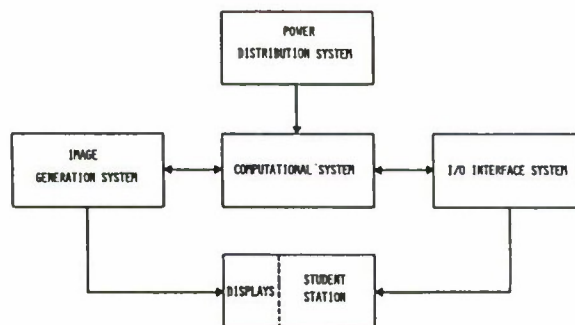 POWER
DISTRIBUTION SYSTEM
IMAGE
GENERATION SYSTEM
COMPUTATIONAL SYSTEM
I/O INTERFACE SYSTEM
DISPLAYS
STUDENT
STATION